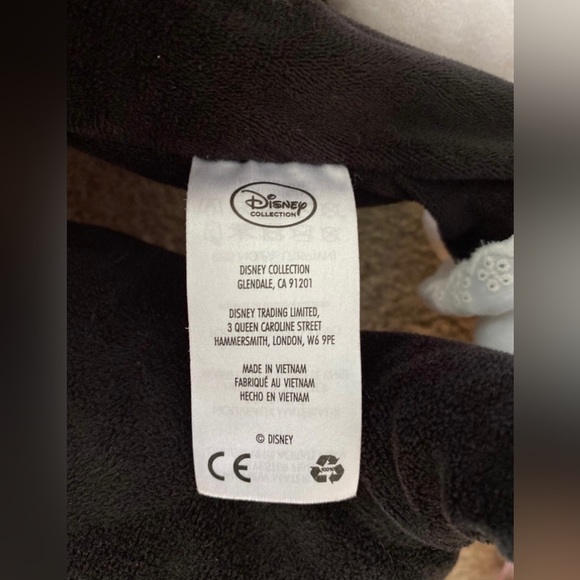 Disney
COLLECTION
DISNEY COLLECTION
GLENDALE, CA 91201
DISNEY TRADING LIMITED,
3 QUEEN CAROLINE STREET
HAMMERSMITH, LONDON, W6 9PE
MADE IN VIETNAM
FABRIQUÉ AU VIETNAM
HECHO EN VIETNAM
© DISNEY
CE
100%